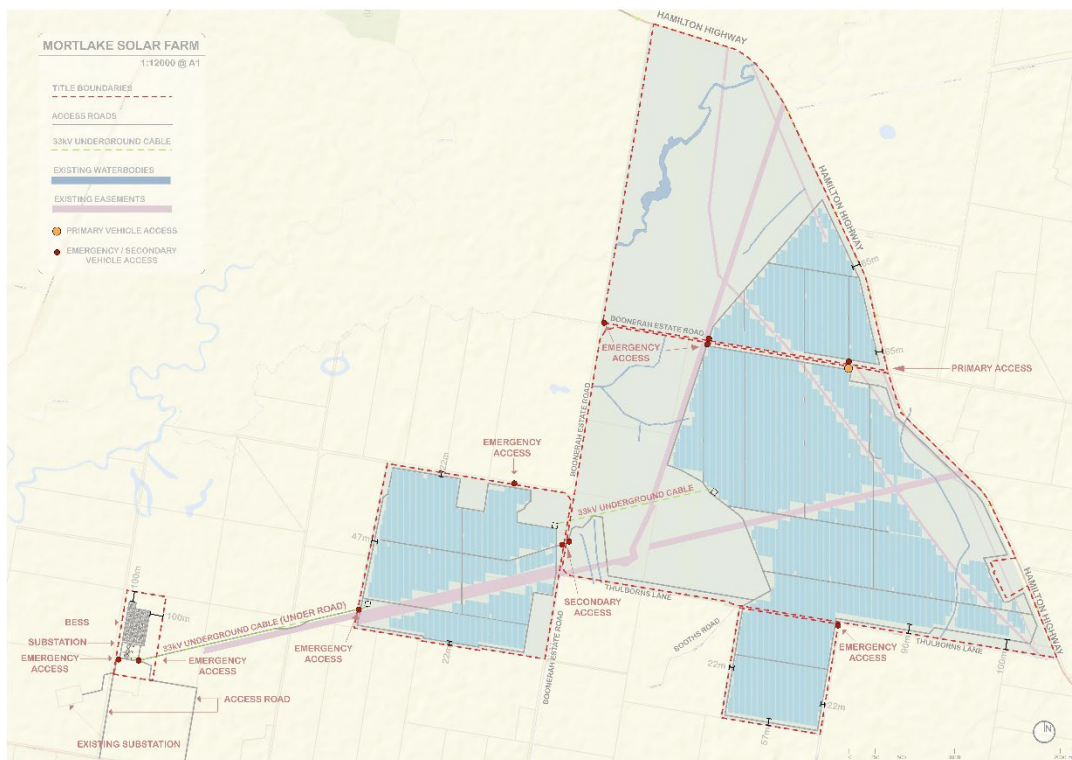 MORTLAKE SOLAR FARM
1:12000 @ A1
TITLE BOUNDARIES
ACCESS ROADS
33kV UNDERGROUND CABLE
EXISTING WATERBODIES
EXISTING EASEMENTS
PRIMARY VEHICLE ACCESS
EMERGENCY / SECONDARY
VEHICLE ACCESS
HAMILTON HIGHWAY
HAMILTON HIGHWAY
65m
BOONERAH ESTATE ROAD
EMERGENCY
ACCESS
65m
PRIMARY ACCESS
BOONERAH ESTATE ROAD
EMERGENCY
ACCESS
22m
33kV UNDERGROUND CABLE
47m
SECONDARY
ACCESS
THULBORNS LANE
HAMILTON HIGHWAY
100m
100m
BESS
SUBSTATION
EMERGENCY
ACCESS
33kV UNDERGROUND CABLE (UNDER ROAD)
EMERGENCY
ACCESS
EMERGENCY
ACCESS
22m
BOONERAH ESTATE ROAD
BOOTHS ROAD
EMERGENCY
ACCESS
90m
THULBORNS LANE
100m
22m
22m
57m
ACCESS ROAD
EXISTING SUBSTATION
N